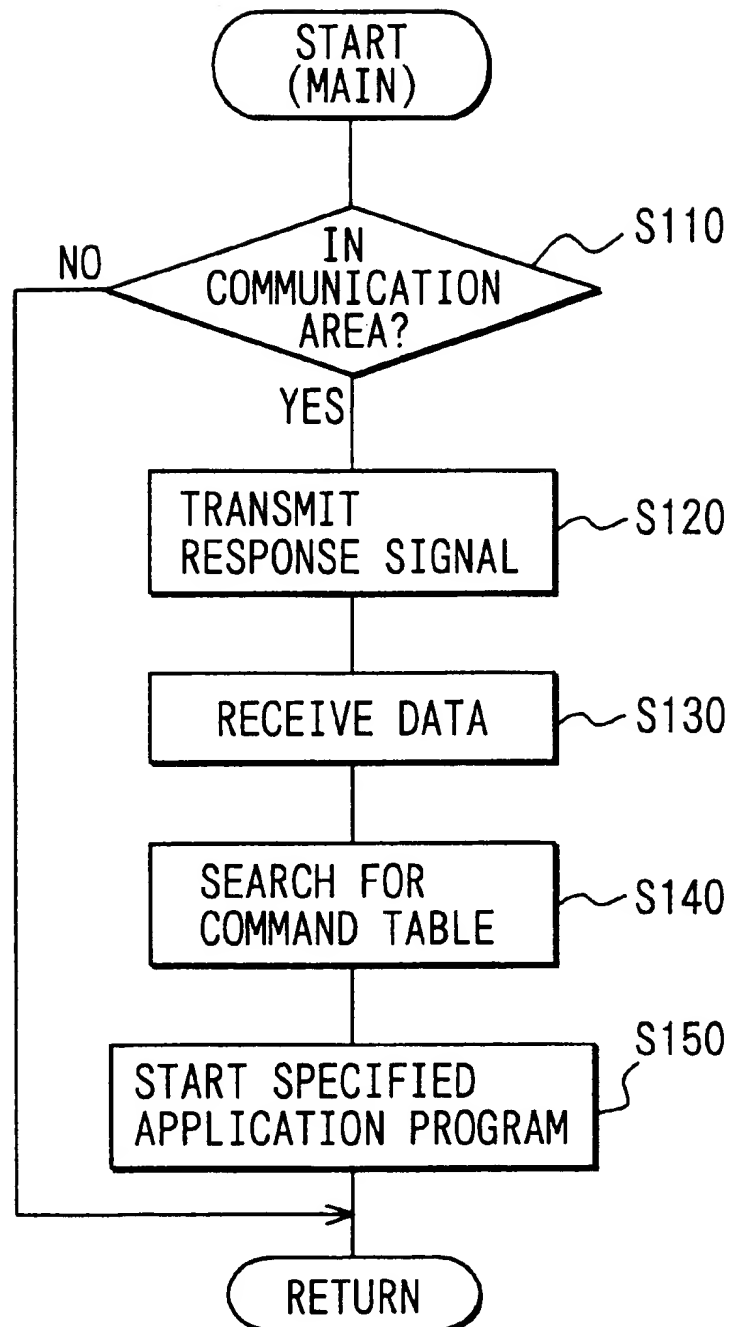 START
(MAIN)
IN
COMMUNICATION
AREA?
S110
NO
YES
TRANSMIT
RESPONSE SIGNAL
S120
RECEIVE DATA
S130
SEARCH FOR
COMMAND TABLE
S140
START SPECIFIED
APPLICATION PROGRAM
S150
RETURN